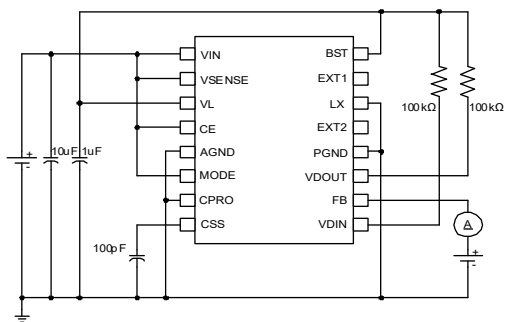 VIN
VSENSE
VL
CE
AGND
MODE
CPRO
CSS
BST
EXT1
LX
EXT2
PGND
VDOUT
FB
VDIN
10uF
1uF
100pF
100kΩ
100kΩ
A
+
-
+
-